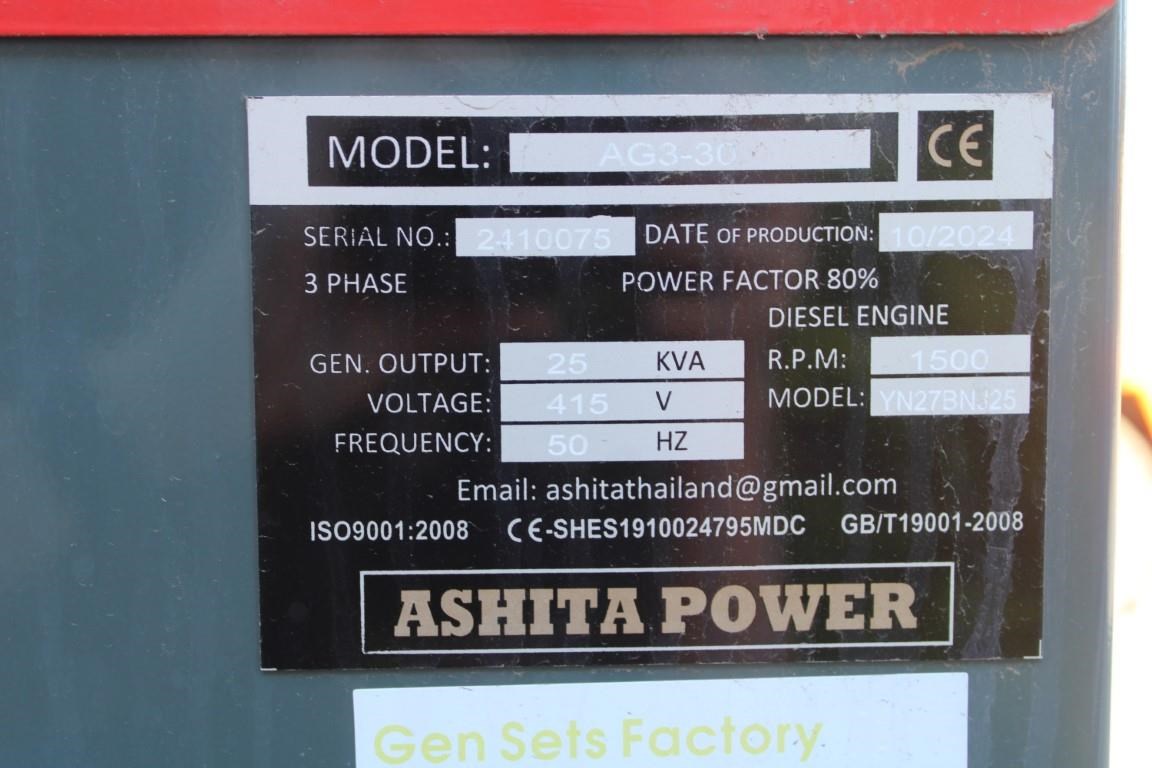 MODEL: AG3-30 CE
SERIAL NO.: 2410075 DATE OF PRODUCTION: 10/2024
3 PHASE POWER FACTOR 80%
DIESEL ENGINE
GEN. OUTPUT: 25 KVA R.P.M: 1500
VOLTAGE: 415 V MODEL: YN27BNJ25
FREQUENCY: 50 HZ
Email: ashitathailand@gmail.com
ISO9001:2008 CE-SHES1910024795MDC GB/T19001-2008
ASHITA POWER
Gen Sets Factory